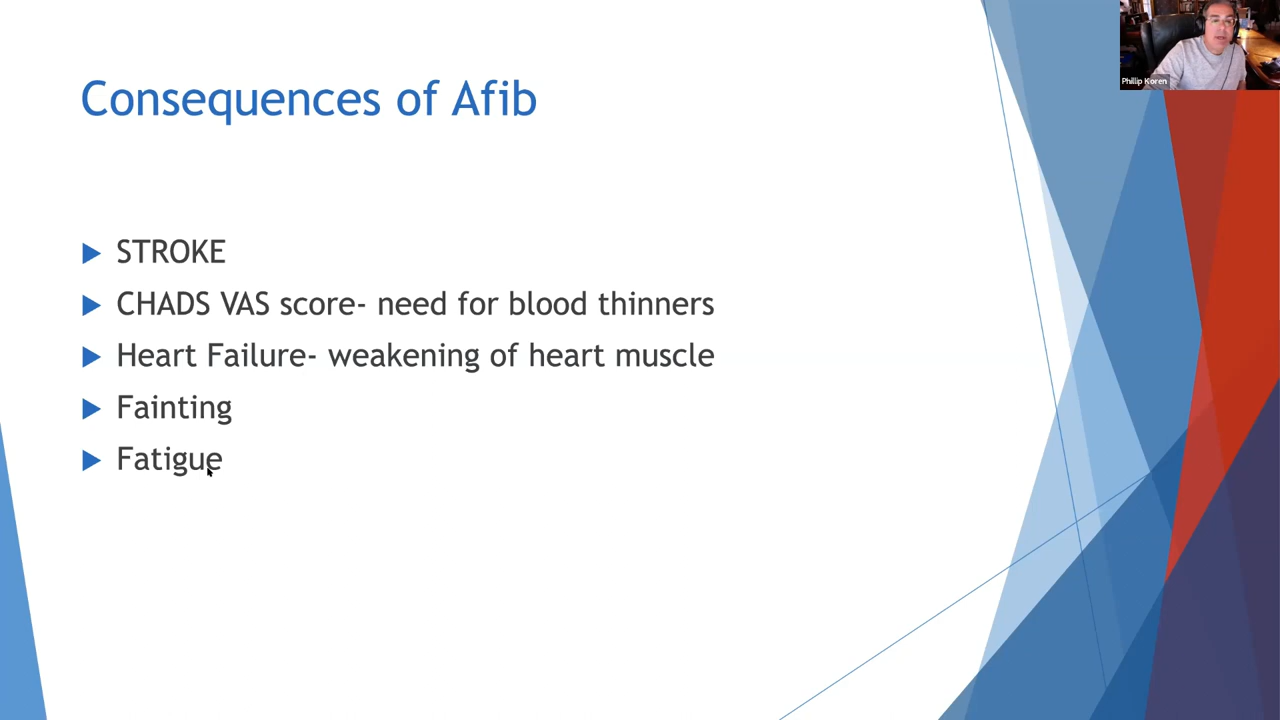 Consequences of Afib
STROKE
CHADS VAS score- need for blood thinners
Heart Failure- weakening of heart muscle
Fainting
Fatigue
Phillip Koren